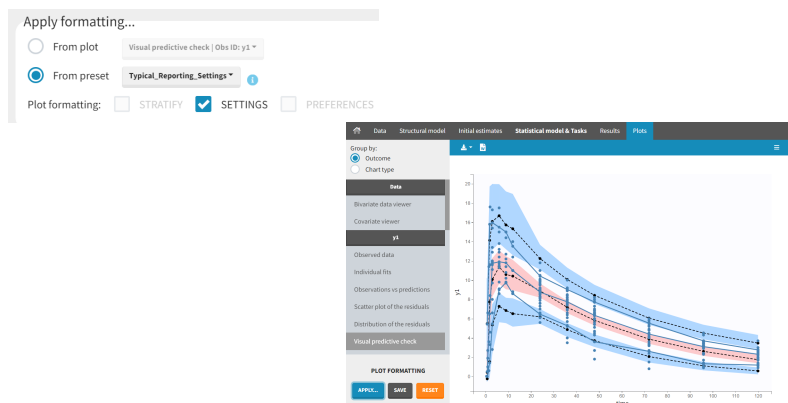 Apply formatting...
From plot Visual predictive check | Obs ID: y1
From preset Typical_Reporting_Settings
Plot formatting: STRATIFY SETTINGS PREFERENCES
Data Structural model Initial estimates Statistical model & Tasks Results Plots
Group by:
Outcome
Chart type
Data
Bivariate data viewer
Covariate viewer
y1
Observed data
Individual fits
Observations vs predictions
Scatter plot of the residuals
Distribution of the residuals
Visual predictive check
PLOT FORMATTING
APPLY... SAVE RESET
20
18
16
14
12
10
8
6
4
2
0
y1
0 10 20 30 40 50 60 70 80 90 100 110 120